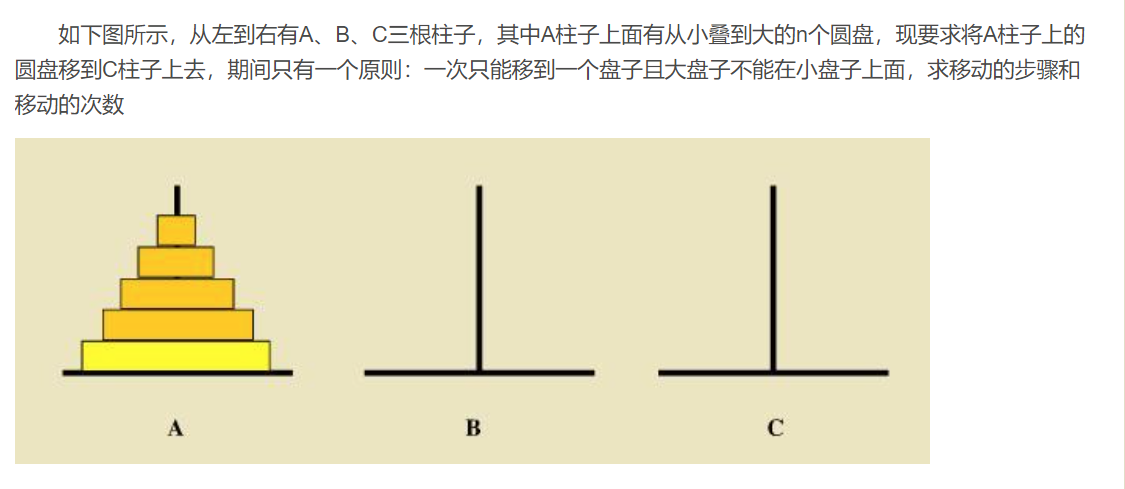 如下图所示，从左到右有A、B、C三根柱子，其中A柱子上面有从小叠到大的n个圆盘，现要求将A柱子上的
圆盘移到C柱子上去，期间只有一个原则：一次只能移到一个盘子且大盘子不能在小盘子上面，求移动的步骤和
移动的次数
A B C